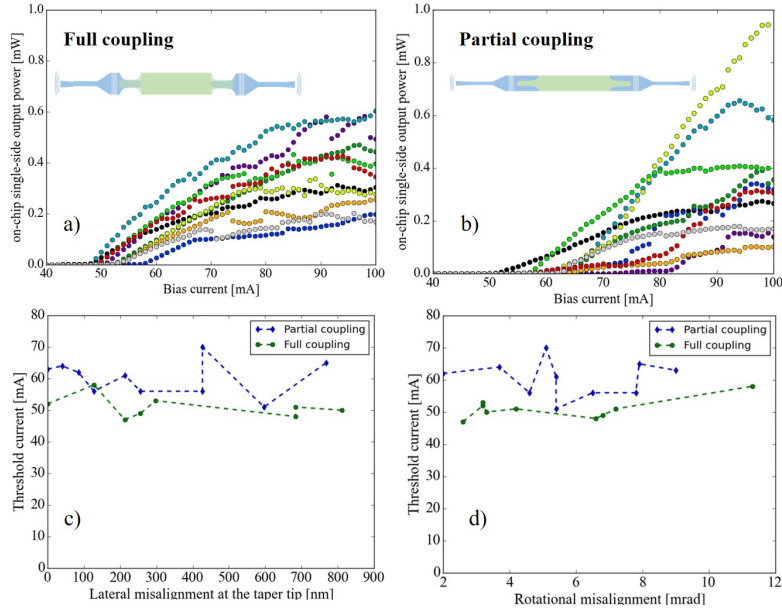 a)
on-chip single-side output power [mW]
1.0
0.8
0.6
0.4
0.2
0.0
Full coupling
a)
40 50 60 70 80 90 100
Bias current [mA]
b)
on-chip single-side output power [mW]
1.0
0.8
0.6
0.4
0.2
0.0
Partial coupling
b)
40 50 60 70 80 90 100
Bias current [mA]
Threshold current [mA]
80
70
60
50
40
30
20
10
0
Partial coupling
Full coupling
c)
0 100 200 300 400 500 600 700 800 900
Lateral misalignment at the taper tip [nm]
Threshold current [mA]
80
70
60
50
40
30
20
10
0
Partial coupling
Full coupling
d)
2 4 6 8 10 12
Rotational misalignment [mrad]